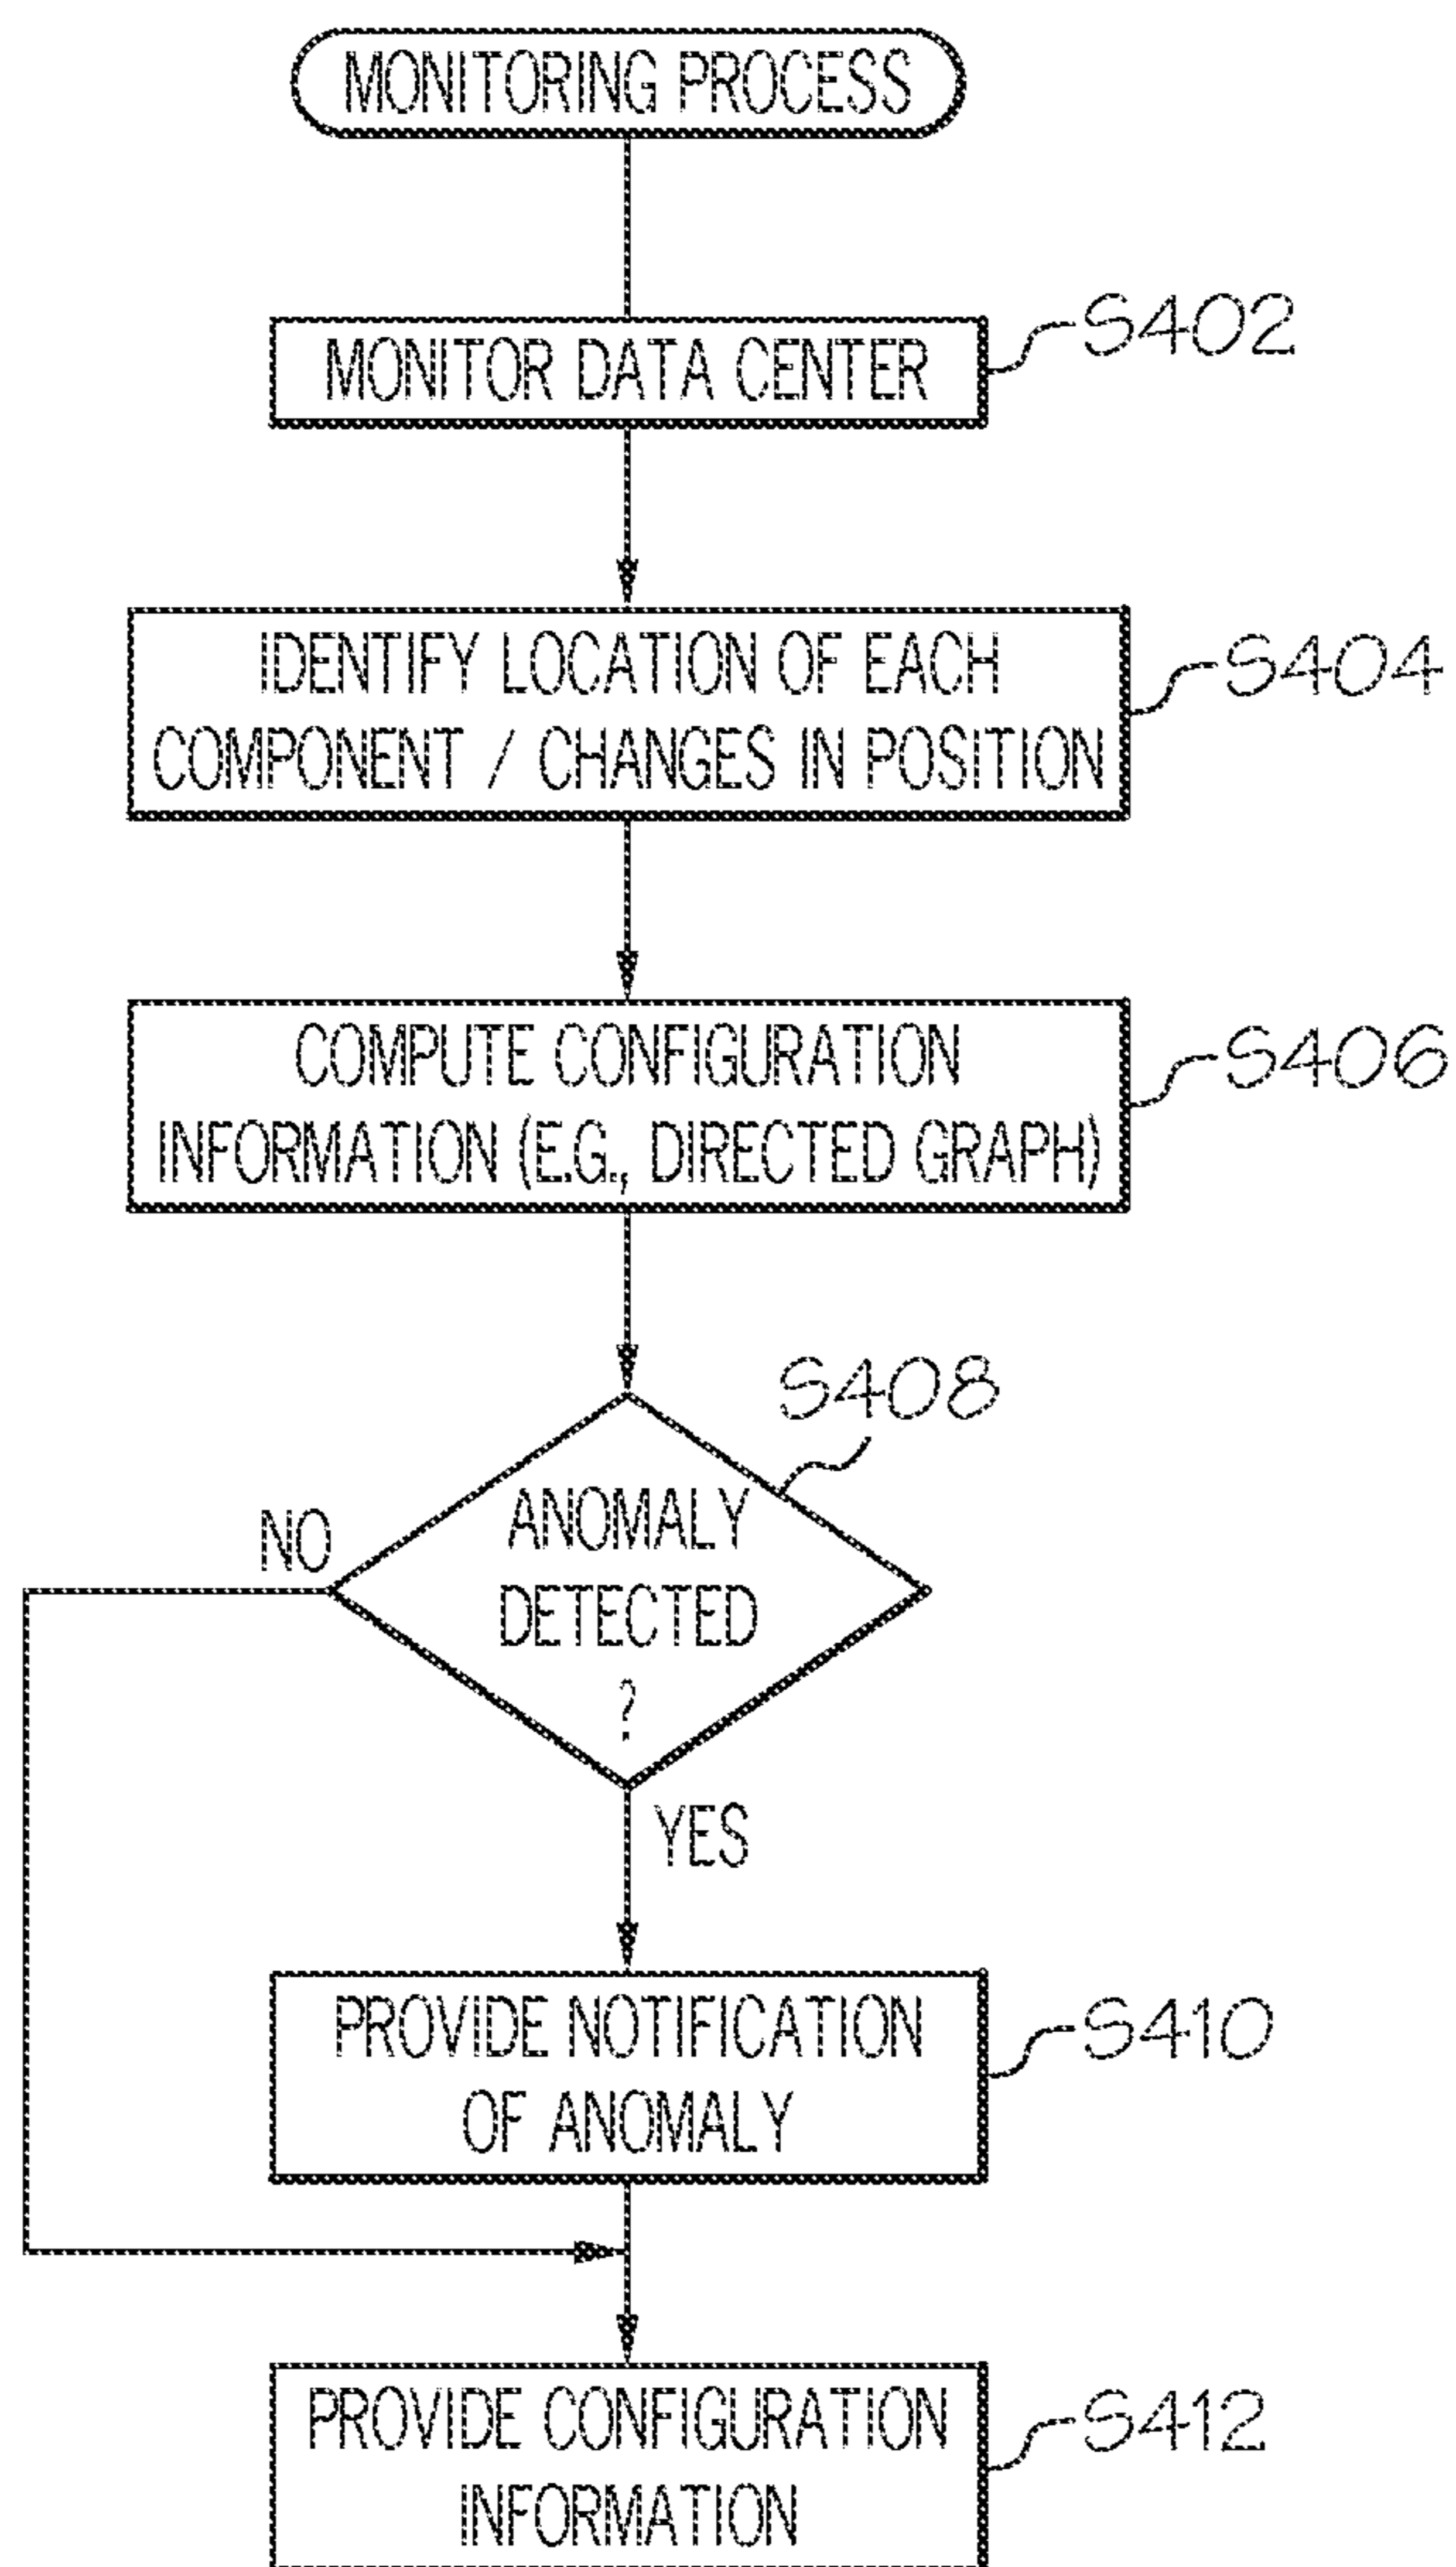 MONITORING PROCESS
MONITOR DATA CENTER
S402
IDENTIFY LOCATION OF EACH
COMPONENT / CHANGES IN POSITION
S404
COMPUTE CONFIGURATION
INFORMATION (E.G., DIRECTED GRAPH)
S406
S408
ANOMALY
DETECTED
?
NO
YES
PROVIDE NOTIFICATION
OF ANOMALY
S410
PROVIDE CONFIGURATION
INFORMATION
S412